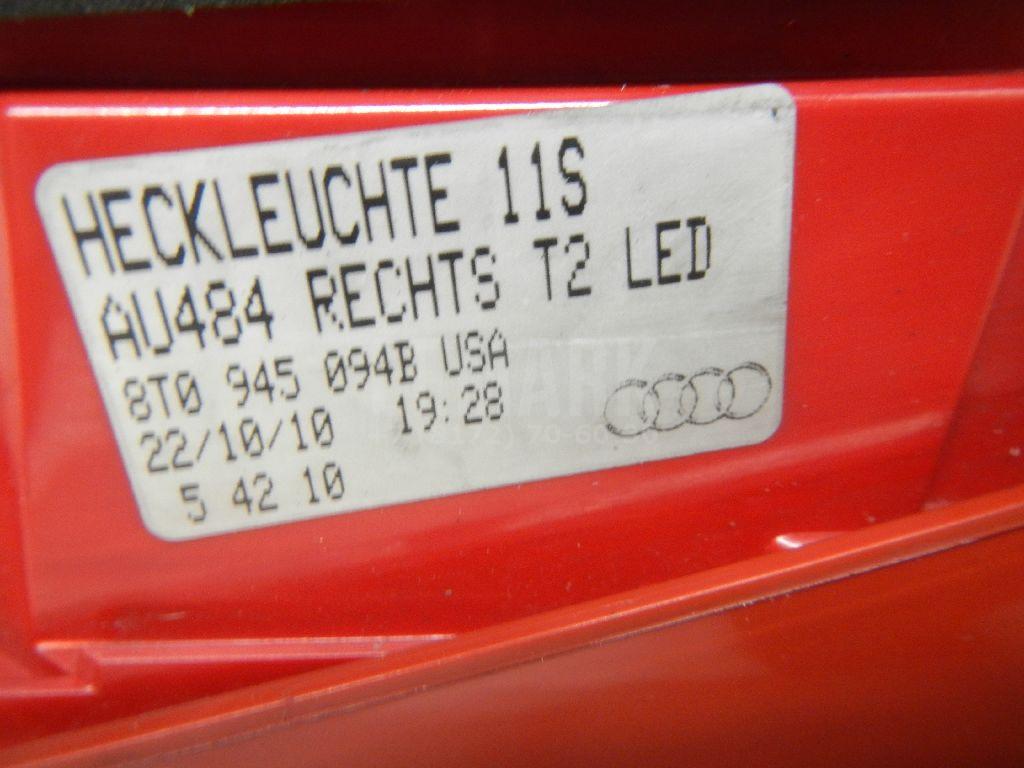 HECKLEUCHTE 11S
AU484 RECHTS T2 LED
8T0 945 094B USA
22/10/10 19:28
5 42 10